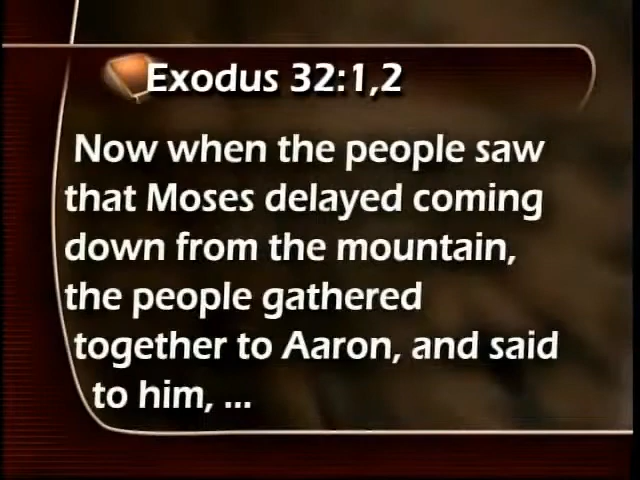 Exodus 32:1,2
Now when the people saw
that Moses delayed coming
down from the mountain,
the people gathered
together to Aaron, and said
to him, ...